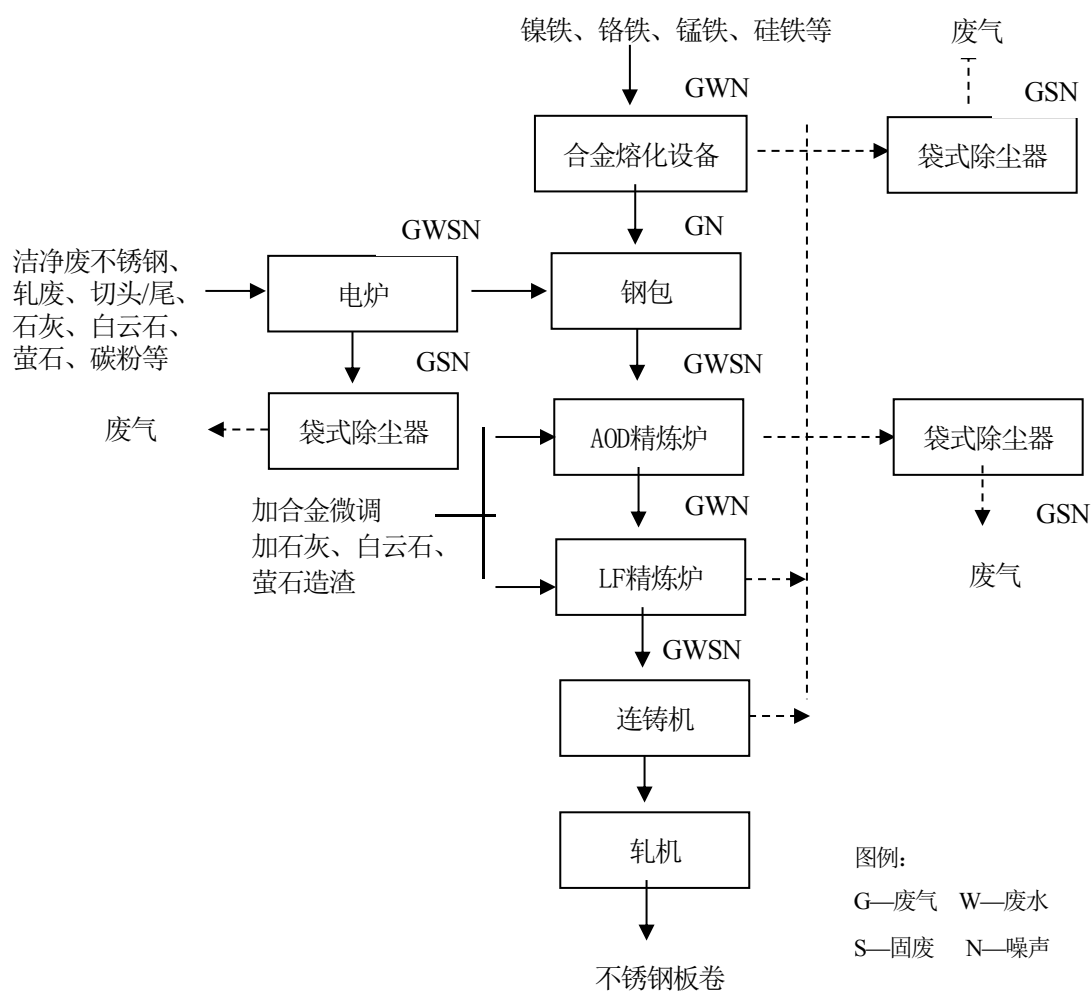 镍铁、铬铁、锰铁、硅铁等
废气
GWN
GSN
合金熔化设备
袋式除尘器
GN
GWSN
洁净废不锈钢、
轧废、切头/尾、
石灰、白云石、
萤石、碳粉等
电炉
钢包
GSN
GWSN
废气
袋式除尘器
AOD精炼炉
袋式除尘器
GWN
GSN
加合金微调
加石灰、白云石、
萤石造渣
LF精炼炉
废气
GWSN
连铸机
轧机
图例：
G—废气 W—废水
S—固废 N—噪声
不锈钢板卷